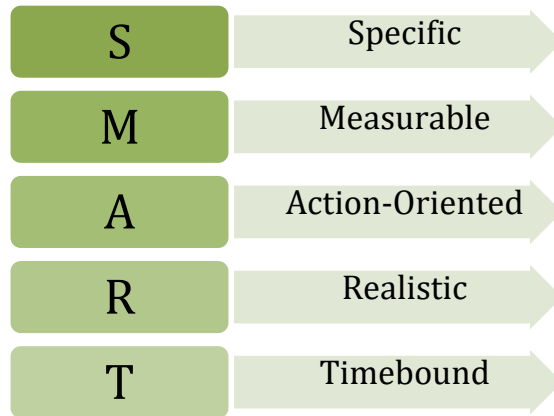 S Specific
M Measurable
A Action-Oriented
R Realistic
T Timebound